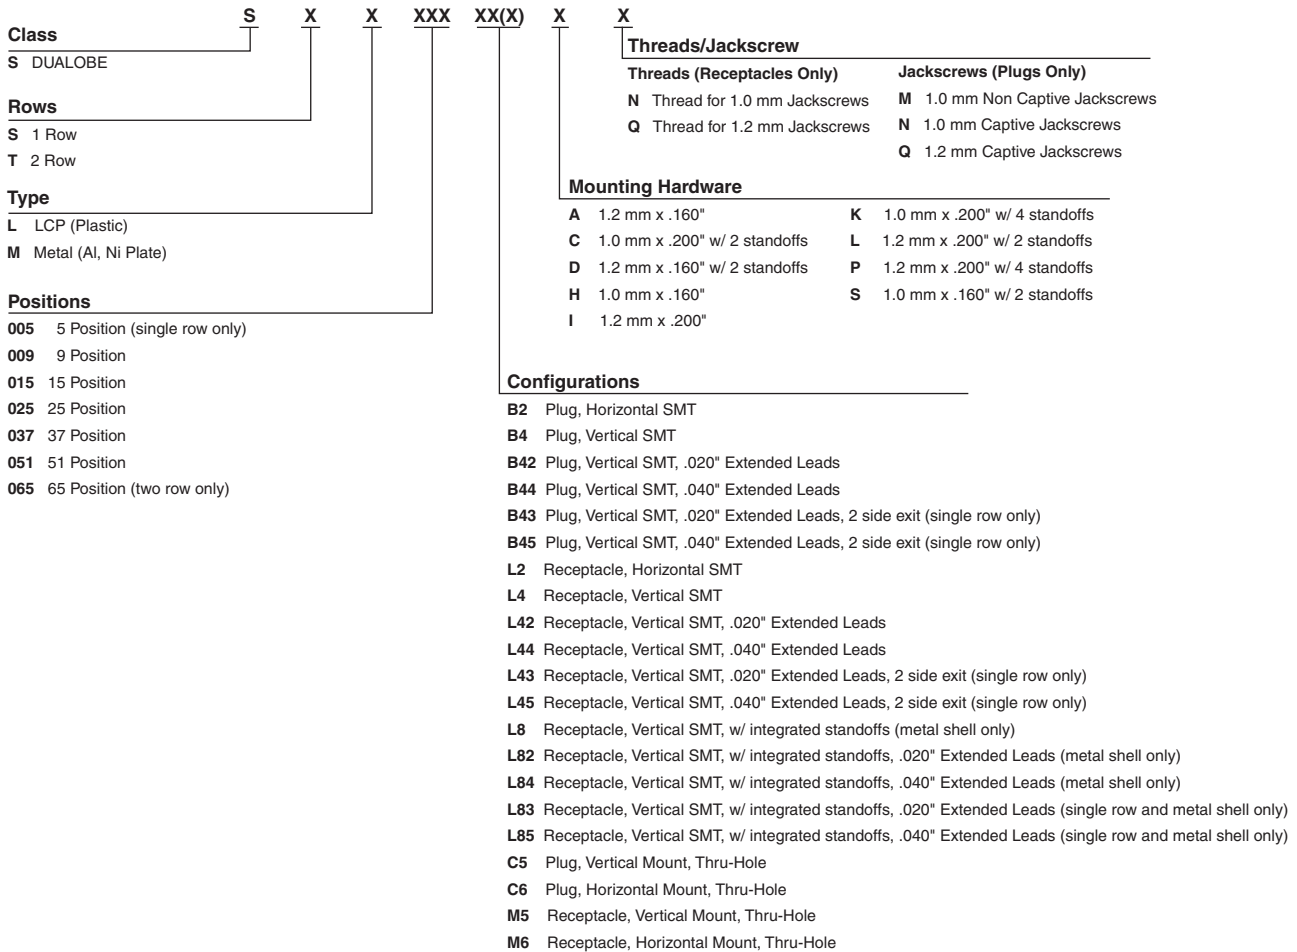 S X X XXX XX(X) X X
Class
S DUALOBE
Rows
S 1 Row
T 2 Row
Type
L LCP (Plastic)
M Metal (Al, Ni Plate)
Positions
005 5 Position (single row only)
009 9 Position
015 15 Position
025 25 Position
037 37 Position
051 51 Position
065 65 Position (two row only)
Threads/Jackscrew
Threads (Receptacles Only)
N Thread for 1.0 mm Jackscrews
Q Thread for 1.2 mm Jackscrews
Jackscrews (Plugs Only)
M 1.0 mm Non Captive Jackscrews
N 1.0 mm Captive Jackscrews
Q 1.2 mm Captive Jackscrews
Mounting Hardware
A 1.2 mm x .160"
C 1.0 mm x .200" w/ 2 standoffs
D 1.2 mm x .160" w/ 2 standoffs
H 1.0 mm x .160"
I 1.2 mm x .200"
K 1.0 mm x .200" w/ 4 standoffs
L 1.2 mm x .200" w/ 2 standoffs
P 1.2 mm x .200" w/ 4 standoffs
S 1.0 mm x .160" w/ 2 standoffs
Configurations
B2 Plug, Horizontal SMT
B4 Plug, Vertical SMT
B42 Plug, Vertical SMT, .020" Extended Leads
B44 Plug, Vertical SMT, .040" Extended Leads
B43 Plug, Vertical SMT, .020" Extended Leads, 2 side exit (single row only)
B45 Plug, Vertical SMT, .040" Extended Leads, 2 side exit (single row only)
L2 Receptacle, Horizontal SMT
L4 Receptacle, Vertical SMT
L42 Receptacle, Vertical SMT, .020" Extended Leads
L44 Receptacle, Vertical SMT, .040" Extended Leads
L43 Receptacle, Vertical SMT, .020" Extended Leads, 2 side exit (single row only)
L45 Receptacle, Vertical SMT, .040" Extended Leads, 2 side exit (single row only)
L8 Receptacle, Vertical SMT, w/ integrated standoffs (metal shell only)
L82 Receptacle, Vertical SMT, w/ integrated standoffs, .020" Extended Leads (metal shell only)
L84 Receptacle, Vertical SMT, w/ integrated standoffs, .040" Extended Leads (metal shell only)
L83 Receptacle, Vertical SMT, w/ integrated standoffs, .020" Extended Leads (single row and metal shell only)
L85 Receptacle, Vertical SMT, w/ integrated standoffs, .040" Extended Leads (single row and metal shell only)
C5 Plug, Vertical Mount, Thru-Hole
C6 Plug, Horizontal Mount, Thru-Hole
M5 Receptacle, Vertical Mount, Thru-Hole
M6 Receptacle, Horizontal Mount, Thru-Hole